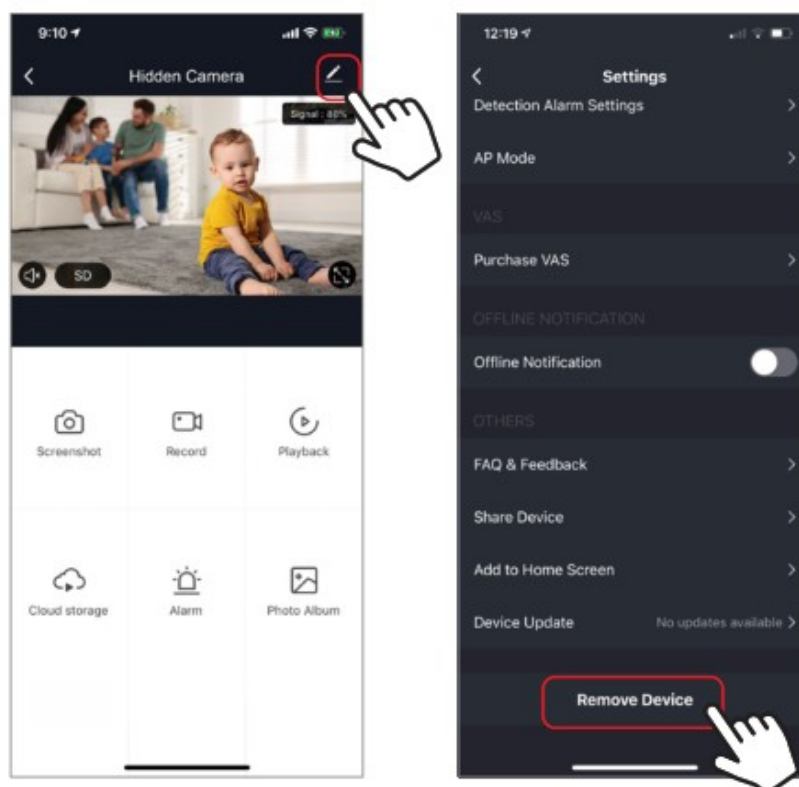 9:10
Hidden Camera
Signal : 80%
SD
Screenshot
Record
Playback
Cloud storage
Alarm
Photo Album
12:19
Settings
Detection Alarm Settings
AP Mode
VAS
Purchase VAS
OFFLINE NOTIFICATION
Offline Notification
OTHERS
FAQ & Feedback
Share Device
Add to Home Screen
Device Update
No updates available
Remove Device